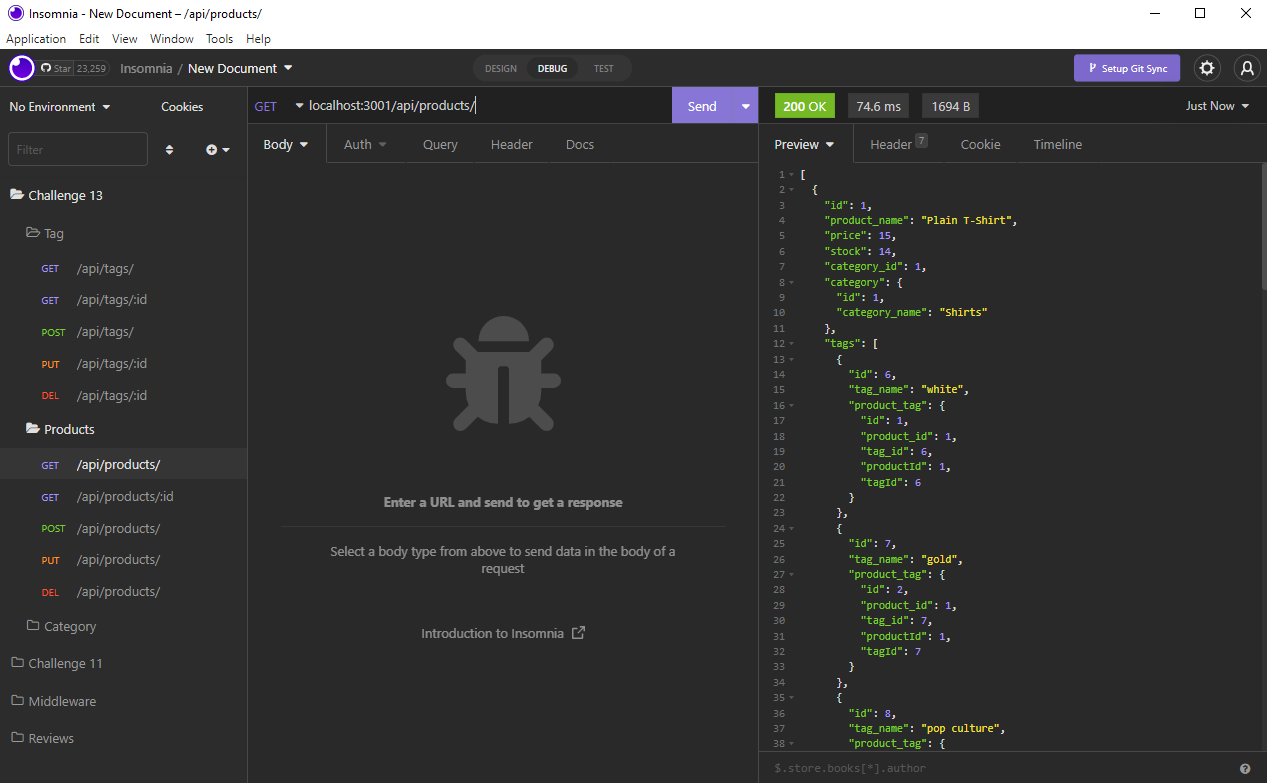 Insomnia - New Document – /api/products/
Application Edit View Window Tools Help
Star 23,259 Insomnia / New Document DESIGN DEBUG TEST Setup Git Sync
No Environment Cookies
GET localhost:3001/api/products/ Send
200 OK 74.6 ms 1694 B Just Now
Filter
Body Auth Query Header Docs
Preview Header 7 Cookie Timeline
Challenge 13
Tag
GET /api/tags/
GET /api/tags/:id
POST /api/tags/
PUT /api/tags/:id
DEL /api/tags/:id
Products
GET /api/products/
GET /api/products/:id
POST /api/products/
PUT /api/products/
DEL /api/products/
Category
Challenge 11
Middleware
Reviews
Enter a URL and send to get a response
Select a body type from above to send data in the body of a
request
Introduction to Insomnia
1 [
2 {
3 "id": 1,
4 "product_name": "Plain T-Shirt",
5 "price": 15,
6 "stock": 14,
7 "category_id": 1,
8 "category": {
9 "id": 1,
10 "category_name": "Shirts"
11 },
12 "tags": [
13 {
14 "id": 6,
15 "tag_name": "white",
16 "product_tag": {
17 "id": 1,
18 "product_id": 1,
19 "tag_id": 6,
20 "productId": 1,
21 "tagId": 6
22 }
23 },
24 {
25 "id": 7,
26 "tag_name": "gold",
27 "product_tag": {
28 "id": 2,
29 "product_id": 1,
30 "tag_id": 7,
31 "productId": 1,
32 "tagId": 7
33 }
34 },
35 {
36 "id": 8,
37 "tag_name": "pop culture",
38 "product_tag": {
$.store.books[*].author